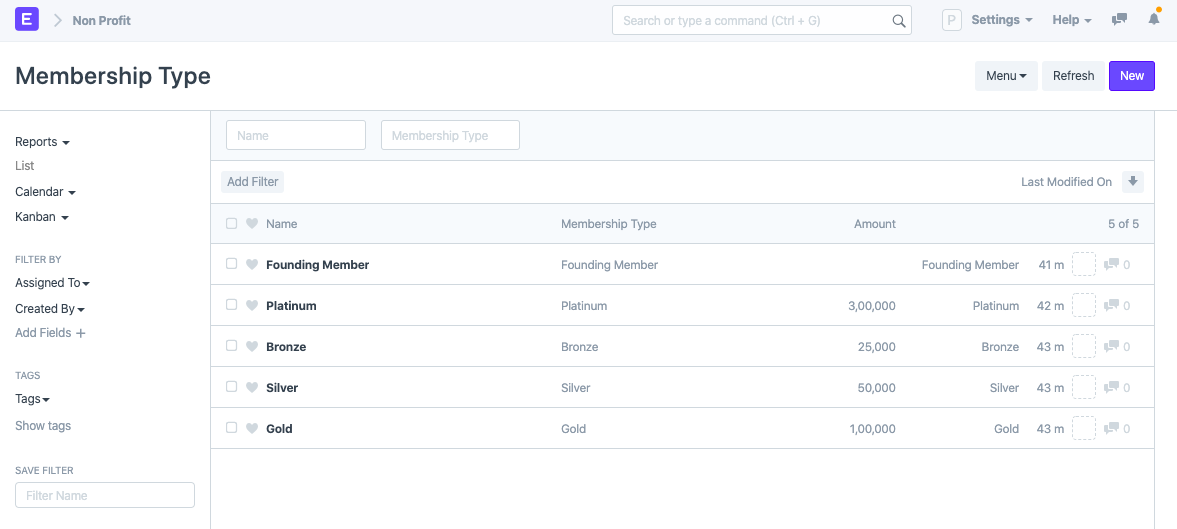 E Non Profit Search or type a command (Ctrl + G) P Settings Help
Membership Type Menu Refresh New
Reports
List
Calendar
Kanban
FILTER BY
Assigned To
Created By
Add Fields
TAGS
Tags
Show tags
SAVE FILTER
Filter Name
Name Membership Type
Add Filter Last Modified On
Name Membership Type Amount 5 of 5
Founding Member Founding Member Founding Member 41 m 0
Platinum Platinum 3,00,000 Platinum 42 m 0
Bronze Bronze 25,000 Bronze 43 m 0
Silver Silver 50,000 Silver 43 m 0
Gold Gold 1,00,000 Gold 43 m 0